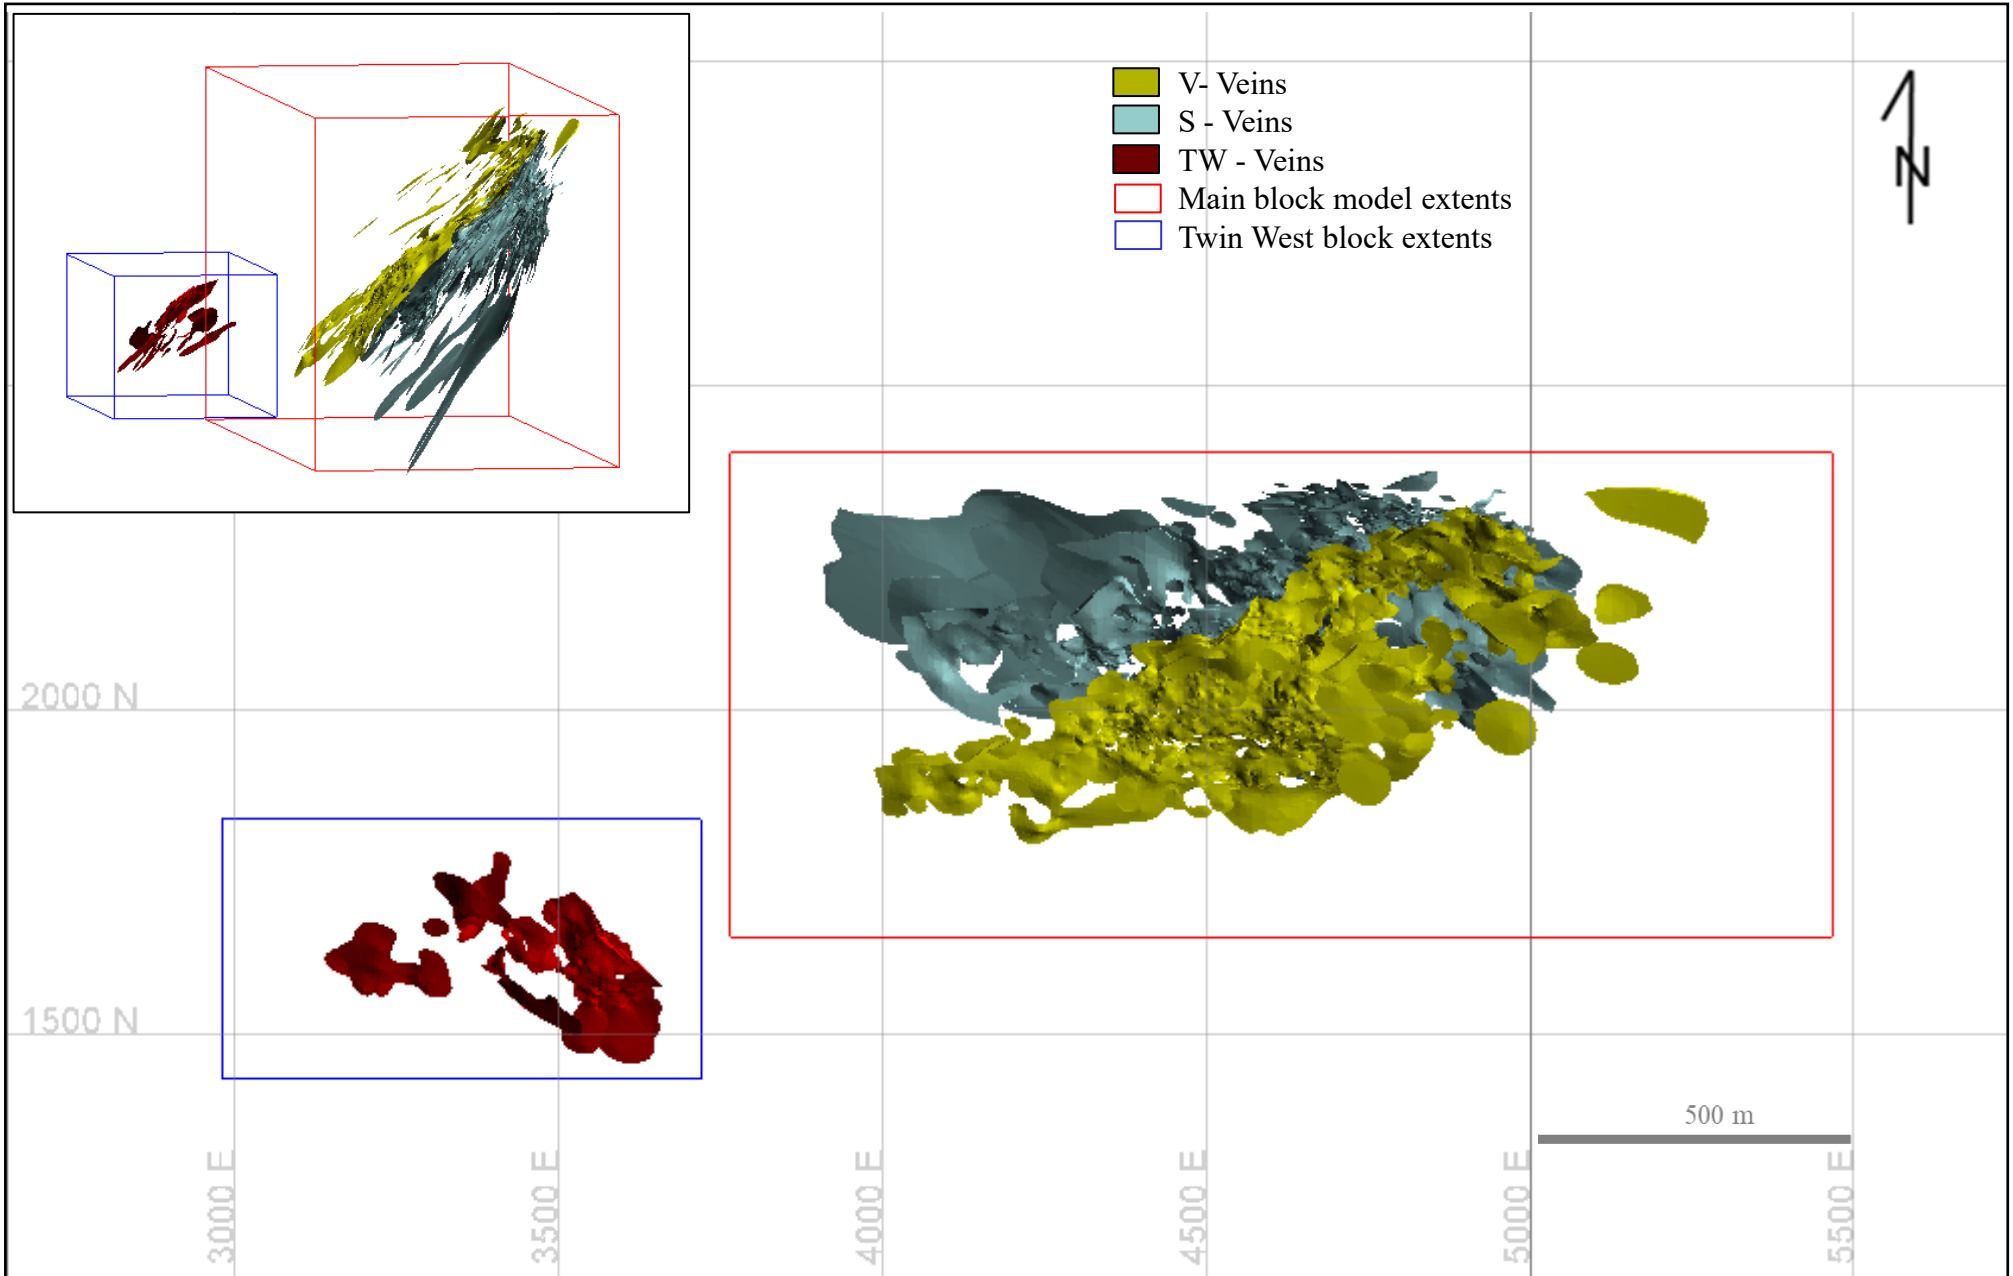 V- Veins
S - Veins
TW - Veins
Main block model extents
Twin West block extents
N
2000 N
1500 N
500 m
3000 E
3500 E
4000 E
4500 E
5000 E
5500 E